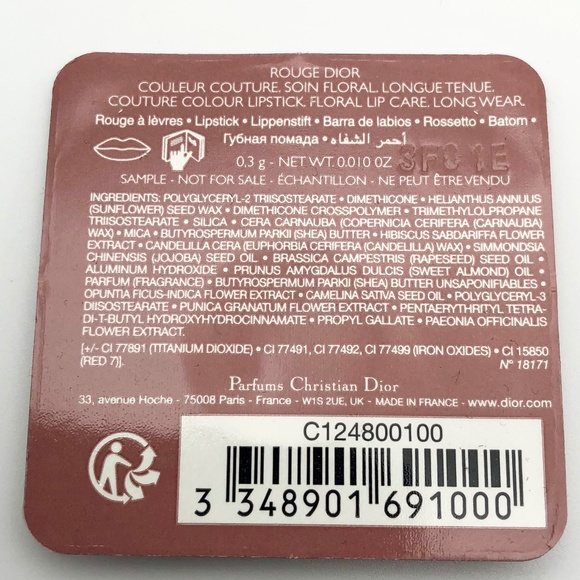 ROUGE DIOR
COULEUR COUTURE. SOIN FLORAL. LONGUE TENUE.
COUTURE COLOUR LIPSTICK. FLORAL LIP CARE. LONG WEAR.
Rouge à lèvres • Lipstick • Lippenstift • Barra de labios • Rossetto • Batom •
Губная помада • أحمر الشفاه
0.3 g - NET WT. 0.010 OZ
SAMPLE - NOT FOR SALE - ÉCHANTILLON - NE PEUT ÊTRE VENDU
INGREDIENTS: POLYGLYCERYL-2 TRIISOSTEARATE • DIMETHICONE • HELIANTHUS ANNUUS
(SUNFLOWER) SEED WAX • DIMETHICONE CROSSPOLYMER • TRIMETHYLOLPROPANE
TRIISOSTEARATE • SILICA • CERA CARNAUBA (COPERNICIA CERIFERA (CARNAUBA)
WAX) • MICA • BUTYROSPERMUM PARKII (SHEA) BUTTER • HIBISCUS SABDARIFFA FLOWER
EXTRACT • CANDELILLA CERA (EUPHORBIA CERIFERA (CANDELILLA) WAX) • SIMMONDSIA
CHINENSIS (JOJOBA) SEED OIL • BRASSICA CAMPESTRIS (RAPESEED) SEED OIL •
ALUMINUM HYDROXIDE • PRUNUS AMYGDALUS DULCIS (SWEET ALMOND) OIL •
PARFUM (FRAGRANCE) • BUTYROSPERMUM PARKII (SHEA) BUTTER UNSAPONIFIABLES •
OPUNTIA FICUS-INDICA FLOWER EXTRACT • CAMELINA SATIVA SEED OIL • POLYGLYCERYL-3
DIISOSTEARATE • PUNICA GRANATUM FLOWER EXTRACT • PENTAERYTHRITYL TETRA-
DI-T-BUTYL HYDROXYHYDROCINNAMATE • PROPYL GALLATE • PAEONIA OFFICINALIS
FLOWER EXTRACT.
[+/- CI 77891 (TITANIUM DIOXIDE) • CI 77491, CI 77492, CI 77499 (IRON OXIDES) • CI 15850
(RED 7)].
N° 18171
Parfums Christian Dior
33, avenue Hoche - 75008 Paris - France - W1S 2UE, UK - MADE IN FRANCE - www.dior.com
C124800100
3 348901 691000